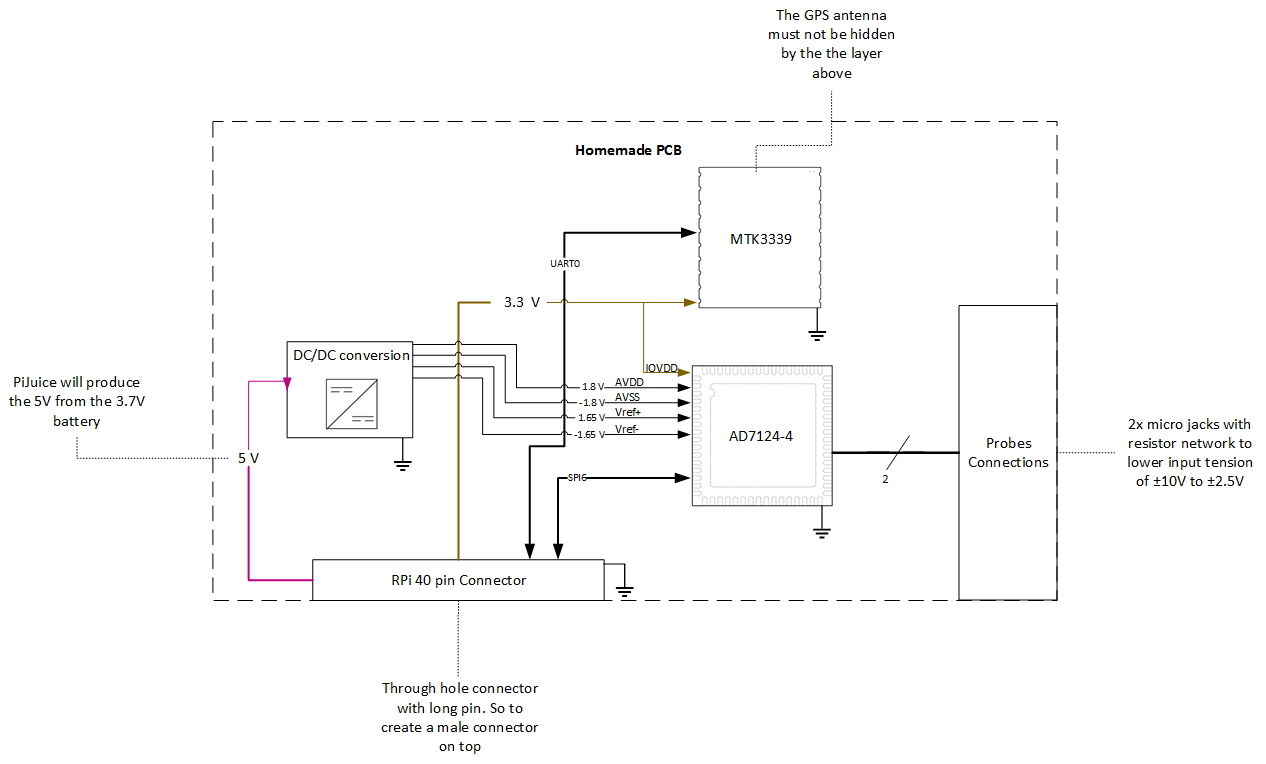 The GPS antenna
must not be hidden
by the the layer
above
Homemade PCB
MTK3339
UART0
3.3 V
DC/DC conversion
IOVDD
1.8 V AVDD
-1.8 V AVSS
1.65 V Vref+
-1.65 V Vref-
AD7124-4
PiJuice will produce
the 5V from the 3.7V
battery
5 V
SPI6
2
Probes
Connections
2x micro jacks with
resistor network to
lower input tension
of ±10V to ±2.5V
RPi 40 pin Connector
Through hole connector
with long pin. So to
create a male connector
on top